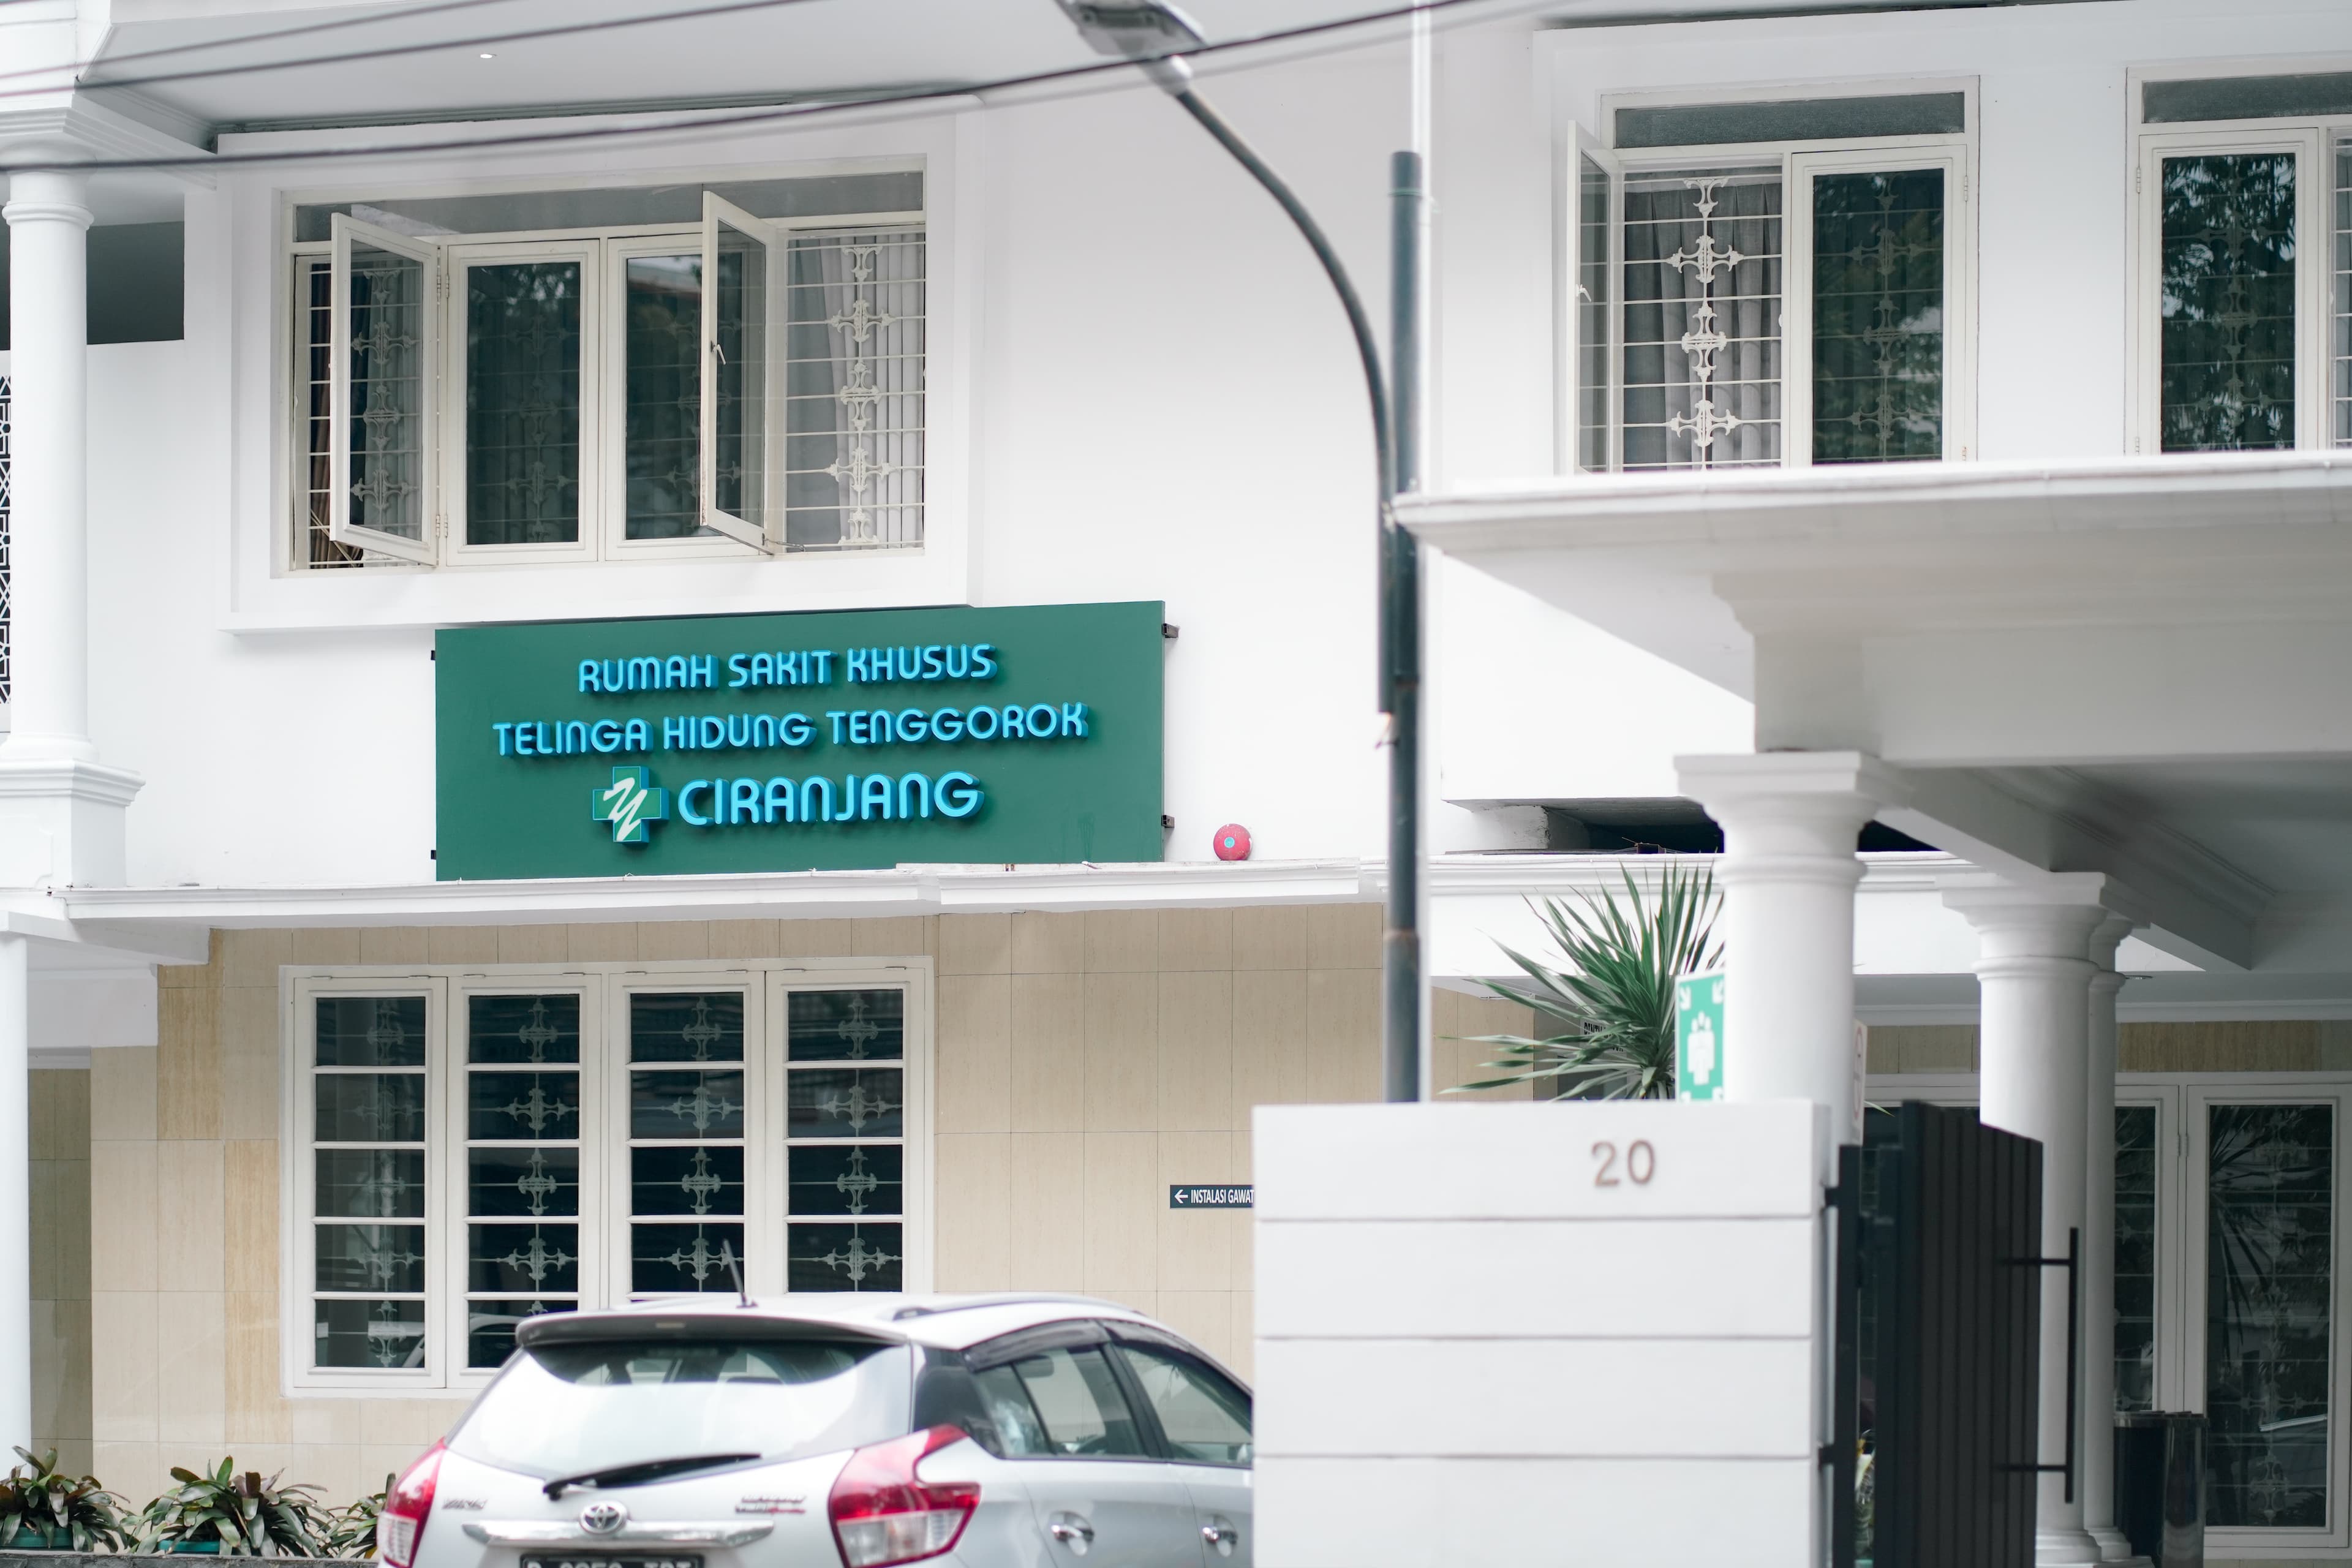 RUMAH SAKIT KHUSUS
TELINGA HIDUNG TENGGOROK
CIRANJANG
20
← INSTALASI GAWAT